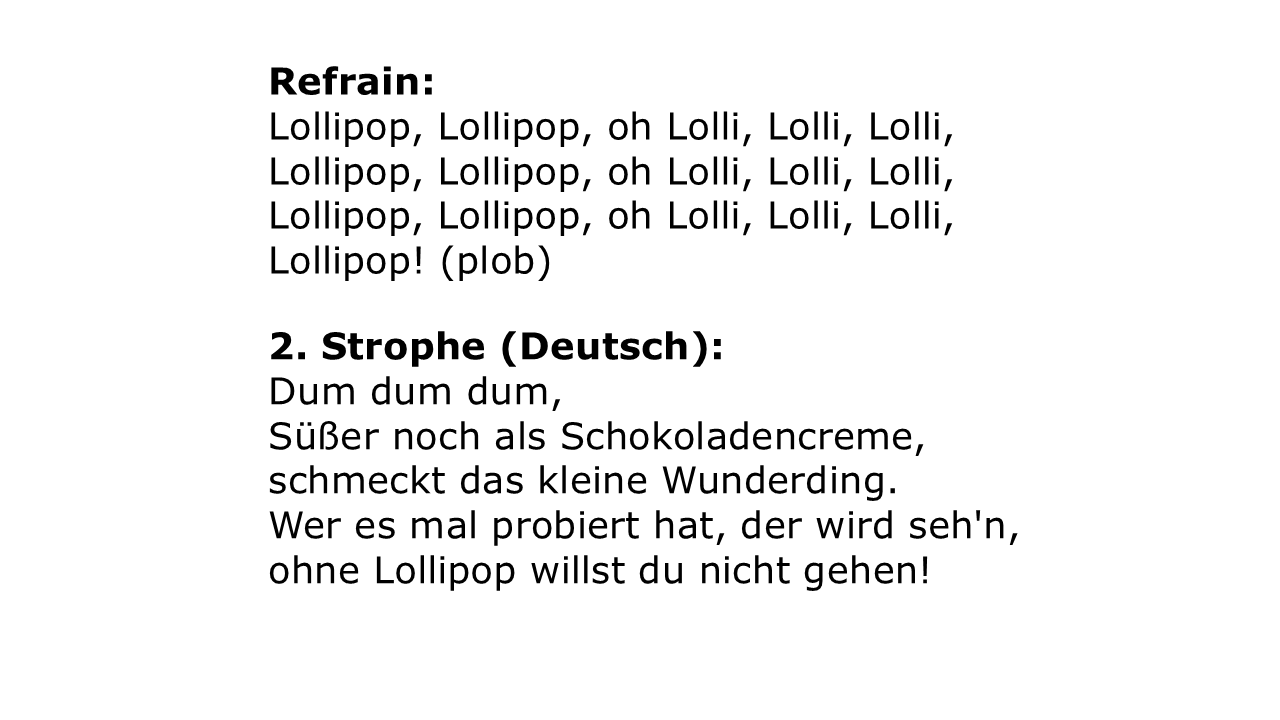 Refrain:
Lollipop, Lollipop, oh Lolli, Lolli, Lolli,
Lollipop, Lollipop, oh Lolli, Lolli, Lolli,
Lollipop, Lollipop, oh Lolli, Lolli, Lolli,
Lollipop! (plob)
2. Strophe (Deutsch):
Dum dum dum,
Süßer noch als Schokoladencreme,
schmeckt das kleine Wunderding.
Wer es mal probiert hat, der wird seh'n,
ohne Lollipop willst du nicht gehen!